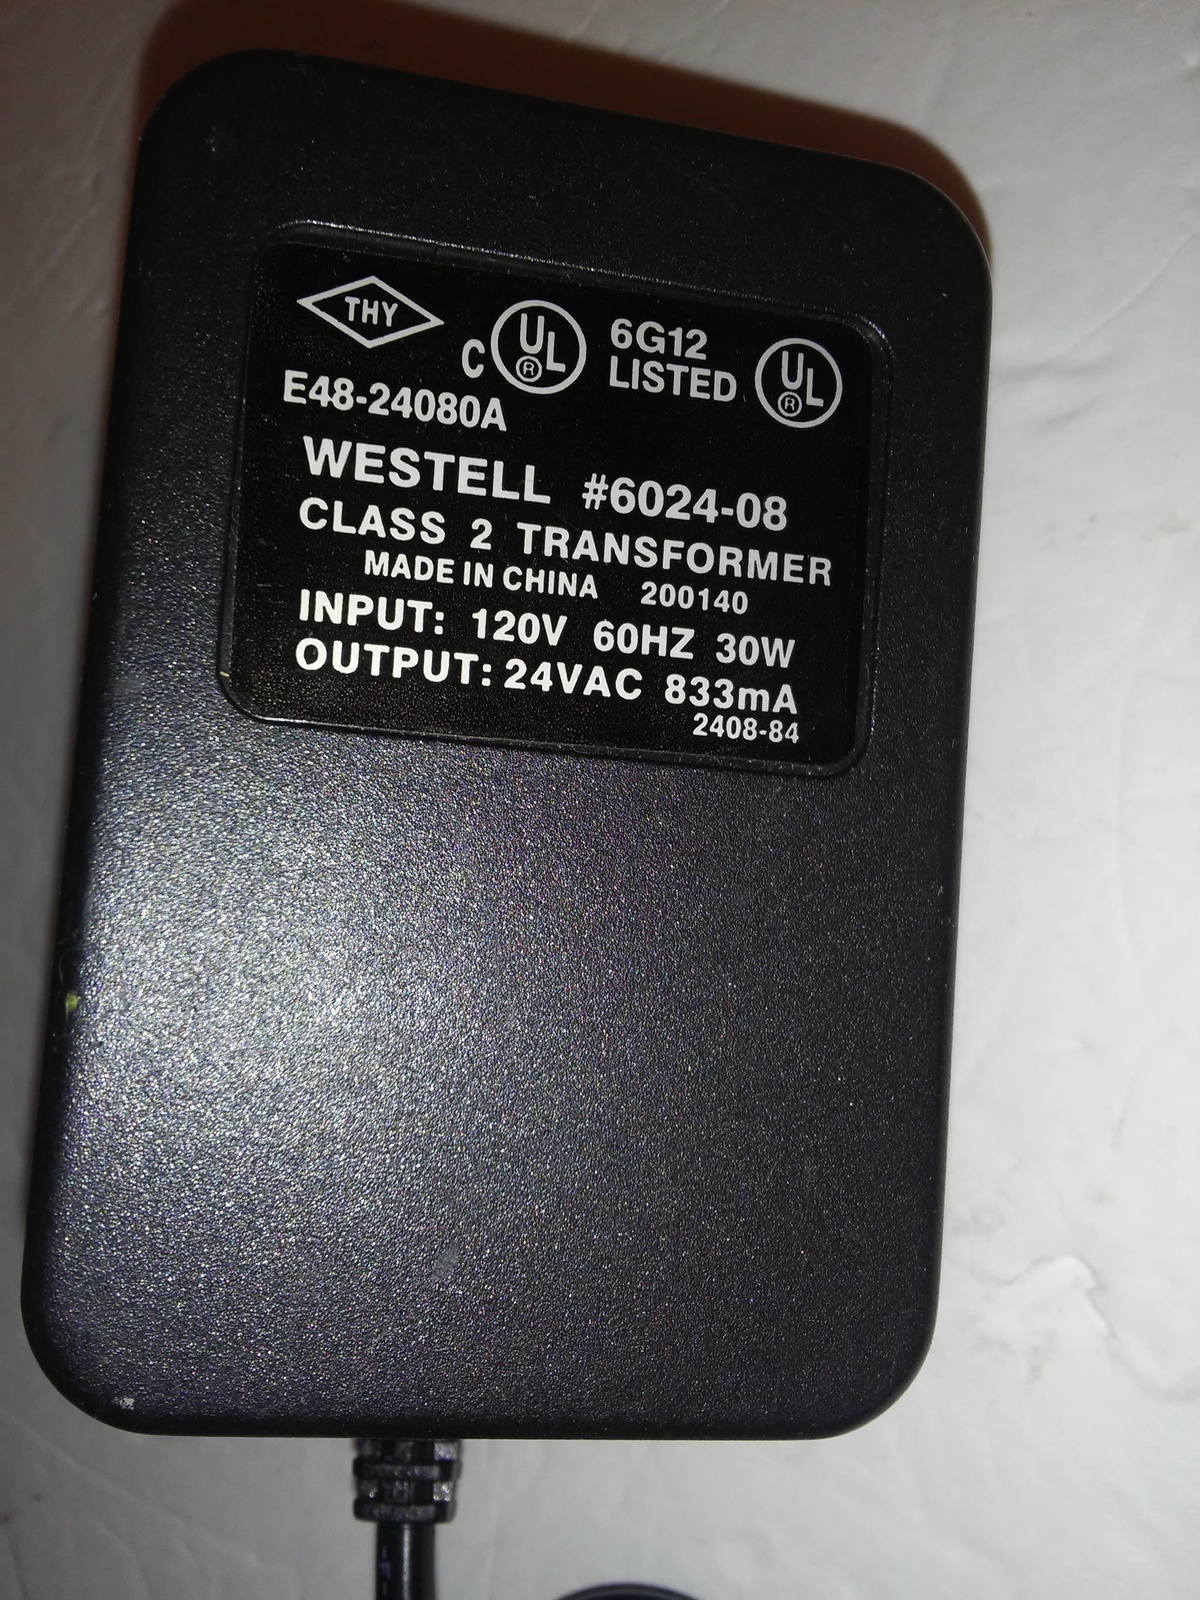 THY
C UL ® 6G12 LISTED UL ®
E48-24080A
WESTELL #6024-08
CLASS 2 TRANSFORMER
MADE IN CHINA 200140
INPUT: 120V 60HZ 30W
OUTPUT: 24VAC 833mA
2408-84